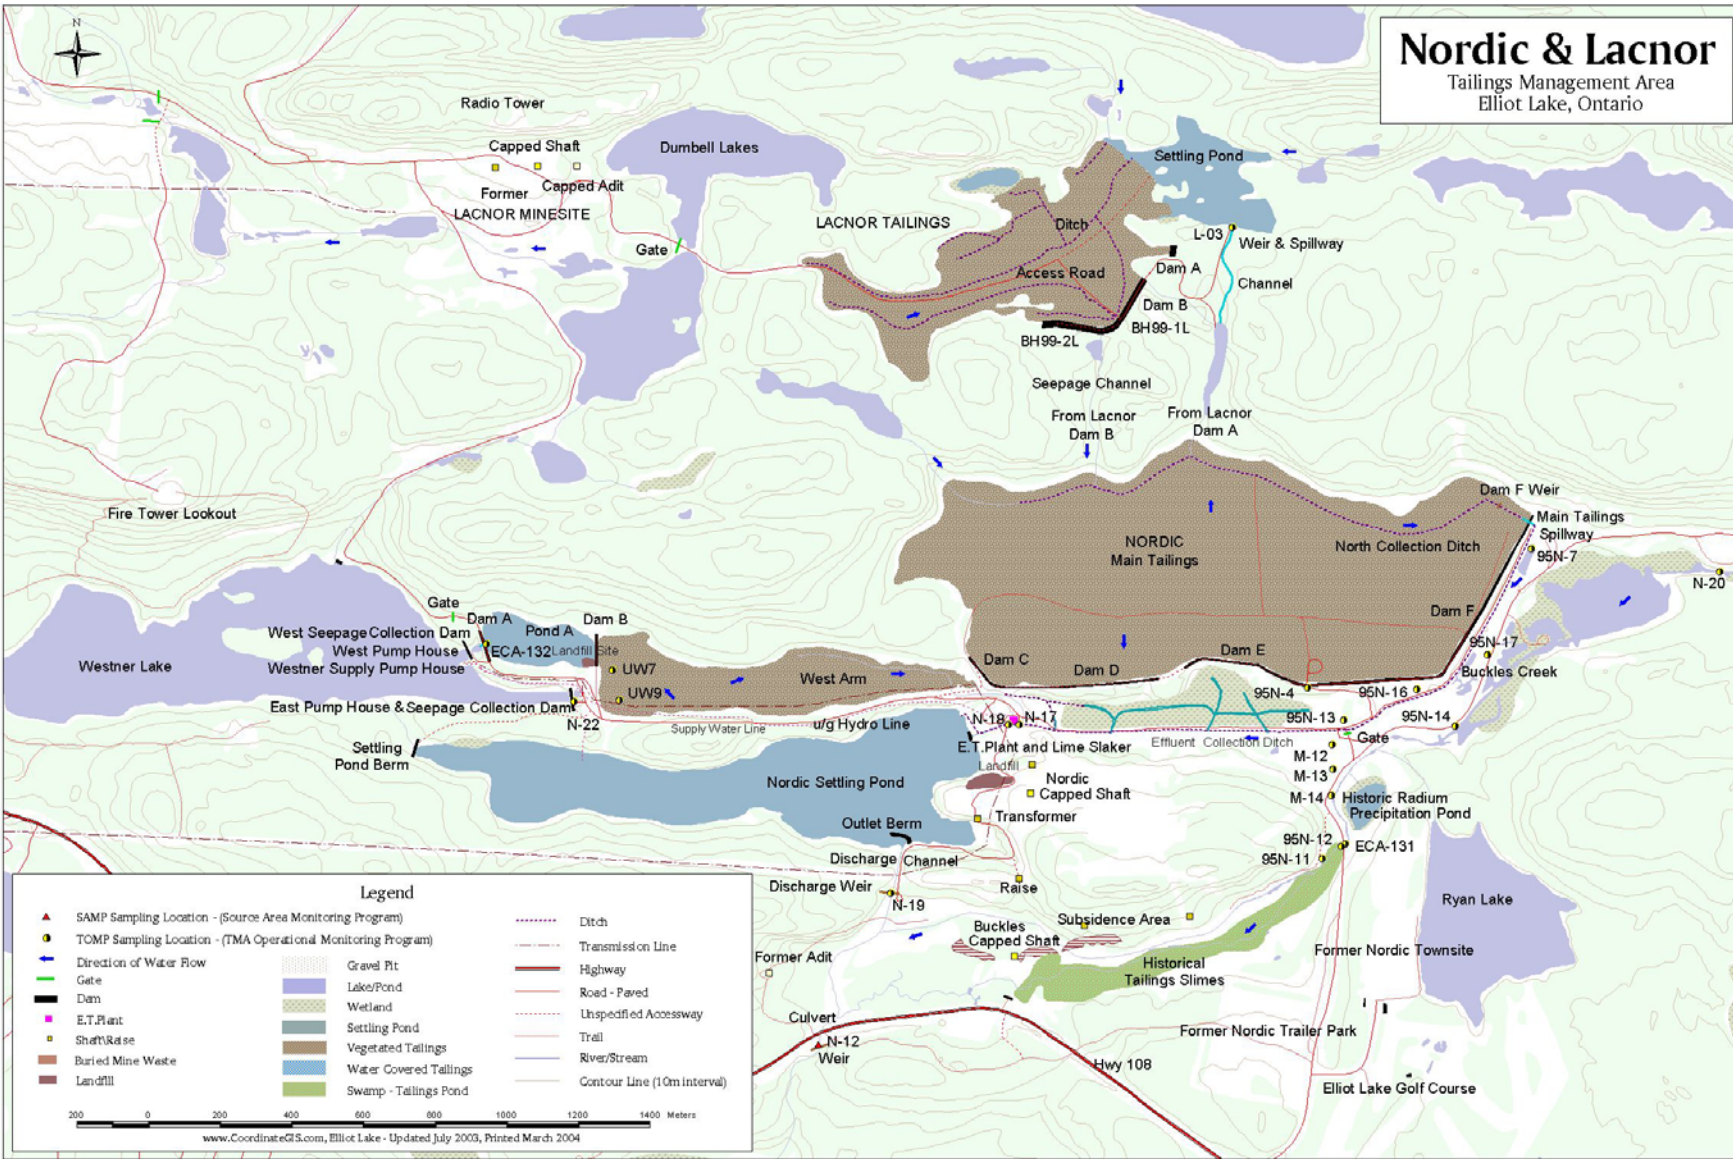 Nordic & Lacnor
Tailings Management Area
Elliot Lake, Ontario
N
Radio Tower
Capped Shaft
Former
Capped Adit
LACNOR MINESITE
Dumbell Lakes
Gate
LACNOR TAILINGS
Settling Pond
Ditch
L-03
Weir & Spillway
Access Road
Dam A
Channel
Dam B
BH99-1L
BH99-2L
Seepage Channel
From Lacnor
Dam B
From Lacnor
Dam A
Fire Tower Lookout
Dam F Weir
Main Tailings
Spillway
NORDIC
Main Tailings
North Collection Ditch
95N-7
N-20
Dam F
Gate
Dam A
Pond A
Dam B
West Seepage Collection Dam
West Pump House
ECA-132
Landfill Site
Westner Supply Pump House
Westner Lake
UW7
UW9
West Arm
East Pump House & Seepage Collection Dam
N-22
Supply Water Line
u/g Hydro Line
Dam C
Dam D
Dam E
95N-17
Buckles Creek
95N-4
95N-16
95N-13
95N-14
Gate
N-18
N-17
E.T.Plant and Lime Slaker
Effluent Collection Ditch
Settling
Pond Berm
Nordic Settling Pond
Landfill
Nordic
Capped Shaft
M-12
M-13
M-14
Historic Radium
Precipitation Pond
Transformer
Outlet Berm
Discharge Channel
95N-12
ECA-131
95N-11
Discharge Weir
N-19
Raise
Ryan Lake
Buckles
Capped Shaft
Subsidence Area
Former Adit
Historical
Tailings Slimes
Former Nordic Townsite
Culvert
N-12
Weir
Former Nordic Trailer Park
Hwy 108
Elliot Lake Golf Course
Legend
SAMP Sampling Location - (Source Area Monitoring Program)
TOMP Sampling Location - (TMA Operational Monitoring Program)
Direction of Water Flow
Gate
Dam
E.T.Plant
Shaft\Raise
Buried Mine Waste
Landfill
Gravel Pit
Lake/Pond
Wetland
Settling Pond
Vegetated Tailings
Water Covered Tailings
Swamp - Tailings Pond
Ditch
Transmission Line
Highway
Road - Paved
Unspecified Accessway
Trail
River/Stream
Contour Line (10m interval)
200 0 200 400 600 800 1000 1200 1400 Meters
www.CoordinateGIS.com, Elliot Lake - Updated July 2003, Printed March 2004